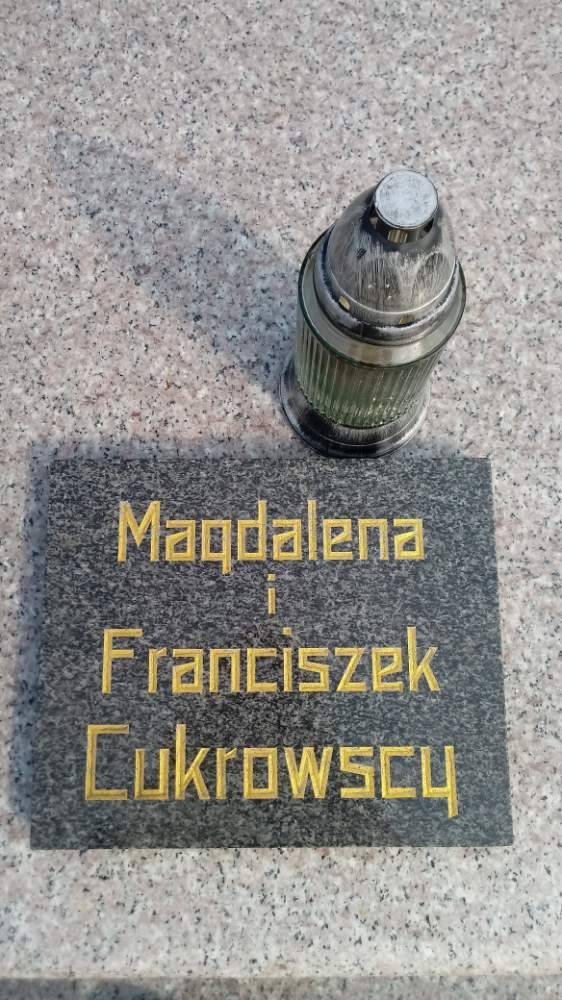 Magdalena
i
Franciszek
Cukrowscy